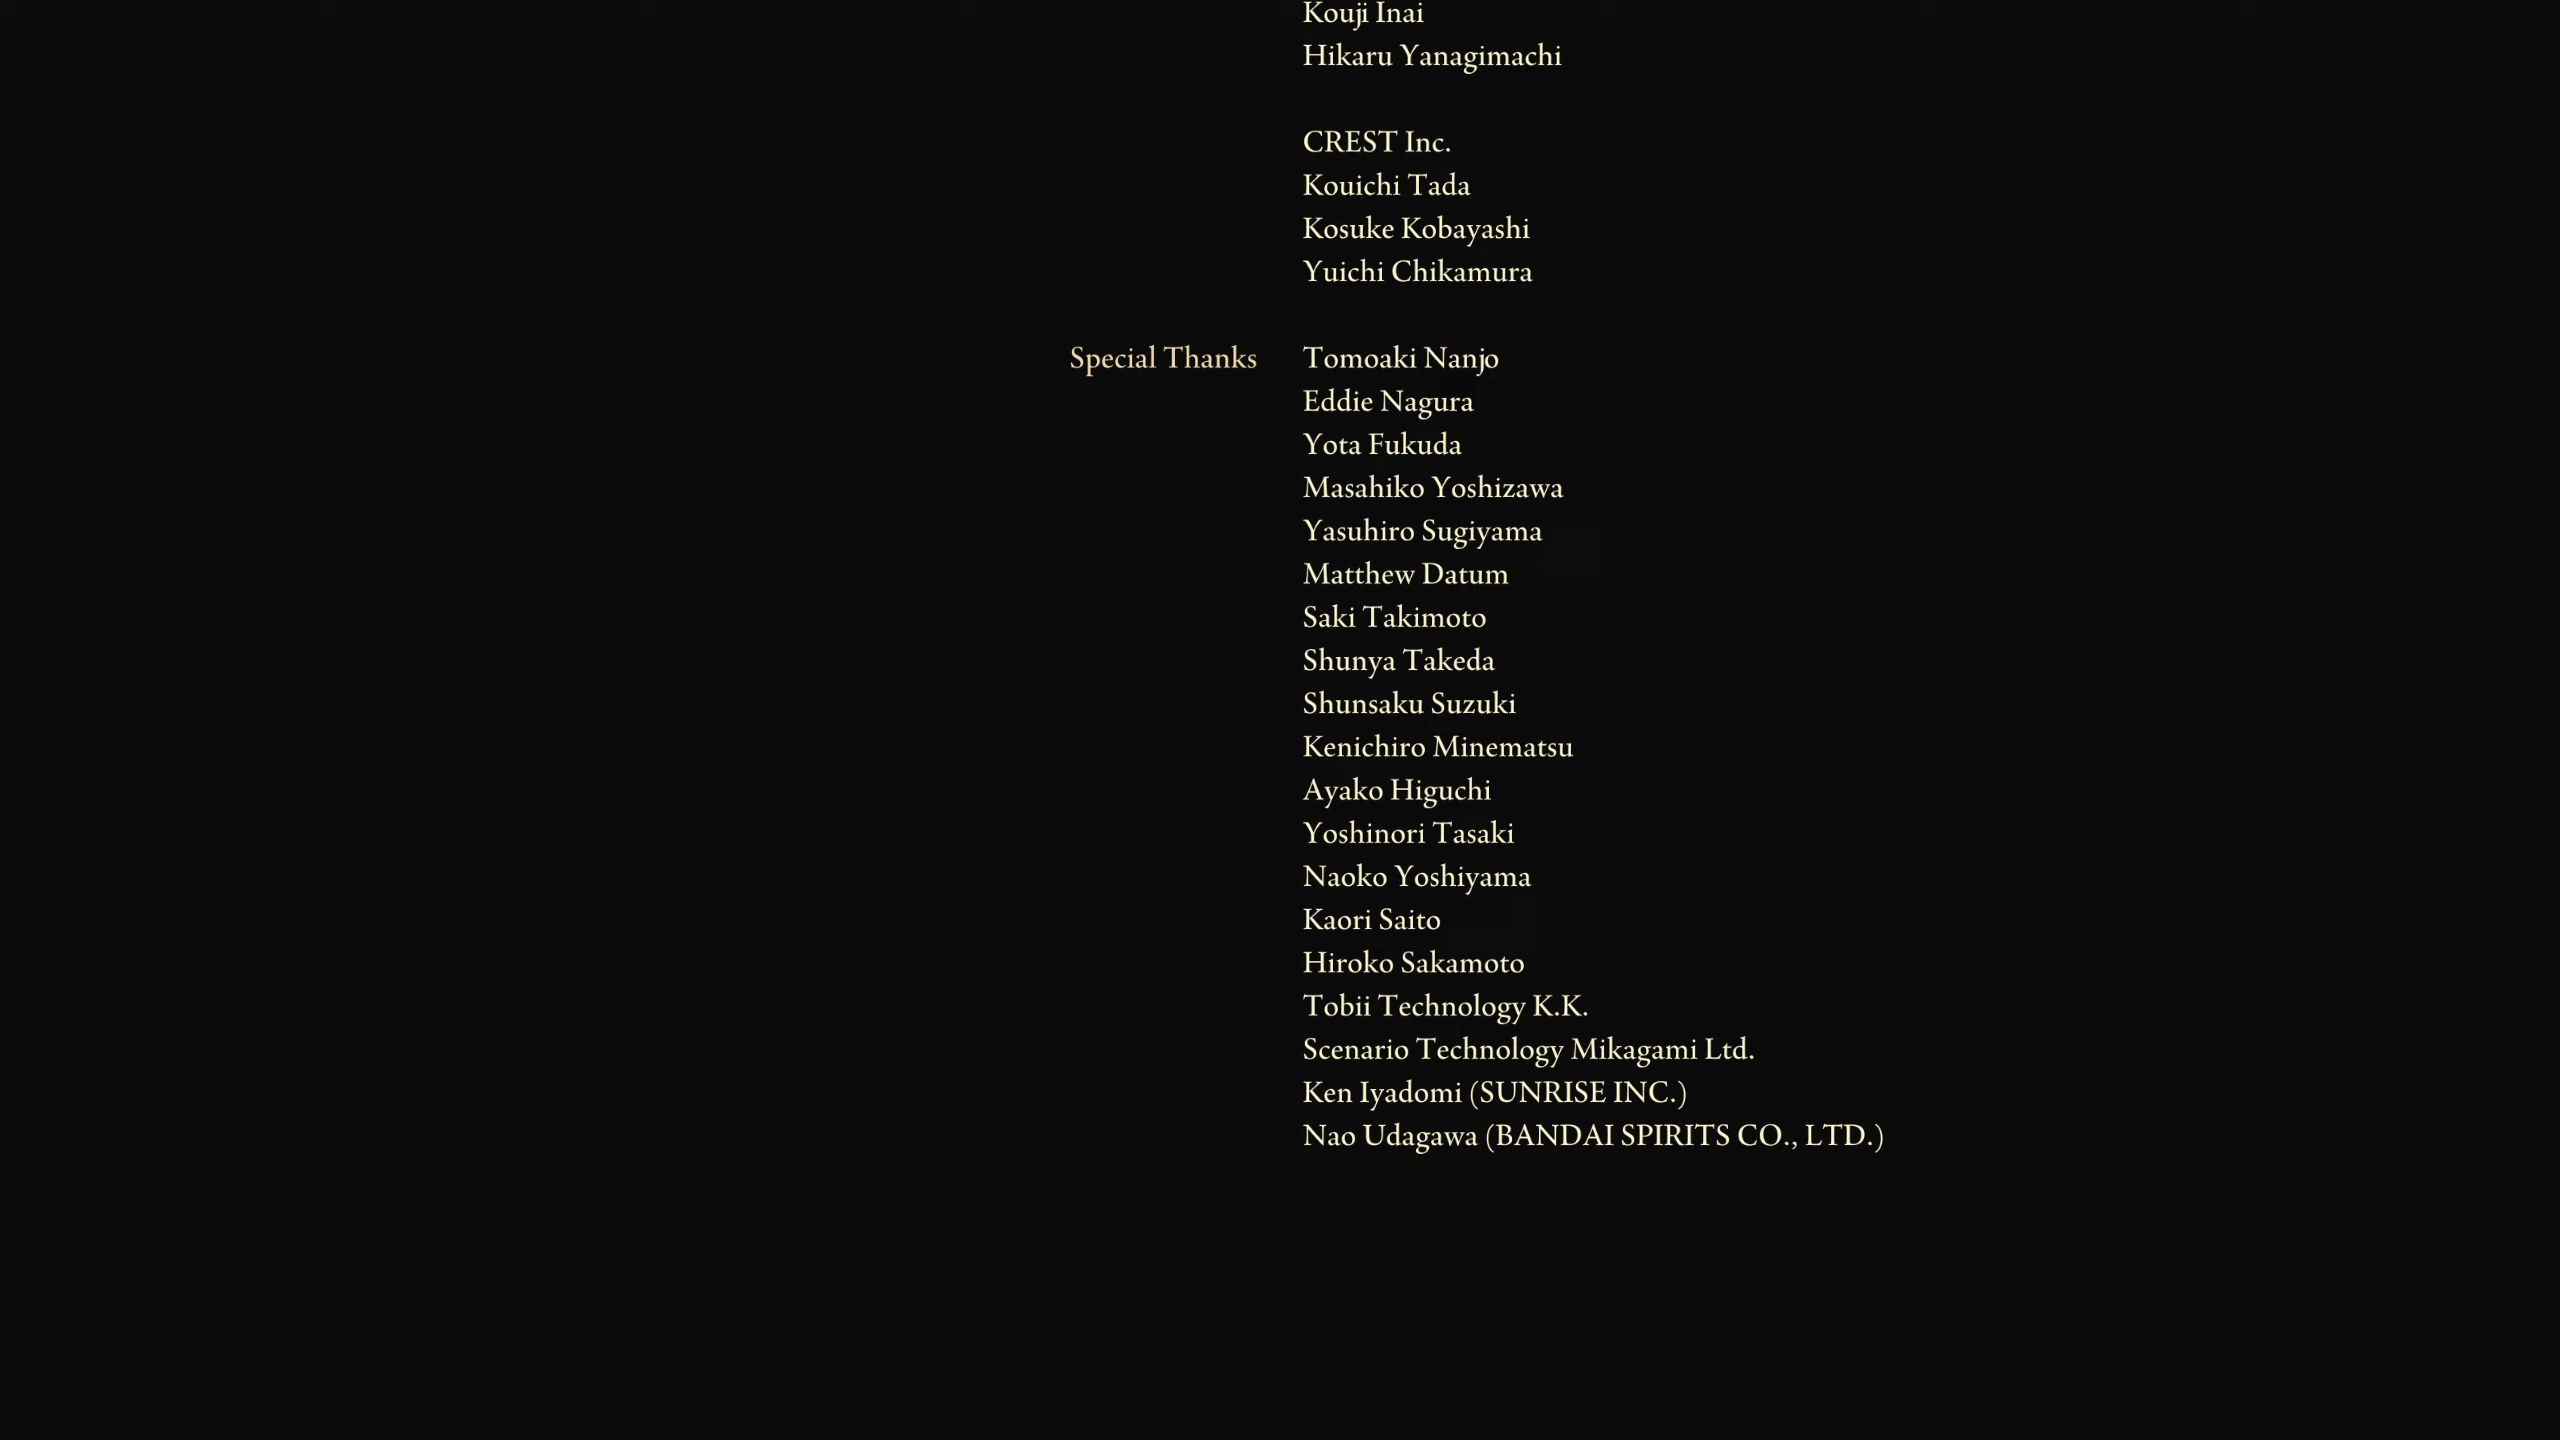 Kouji Inai
Hikaru Yanagimachi
CREST Inc.
Kouichi Tada
Kosuke Kobayashi
Yuichi Chikamura
Special Thanks Tomoaki Nanjo
Eddie Nagura
Yota Fukuda
Masahiko Yoshizawa
Yasuhiro Sugiyama
Matthew Datum
Saki Takimoto
Shunya Takeda
Shunsaku Suzuki
Kenichiro Minematsu
Ayako Higuchi
Yoshinori Tasaki
Naoko Yoshiyama
Kaori Saito
Hiroko Sakamoto
Tobii Technology K.K.
Scenario Technology Mikagami Ltd.
Ken Iyadomi (SUNRISE INC.)
Nao Udagawa (BANDAI SPIRITS CO., LTD.)